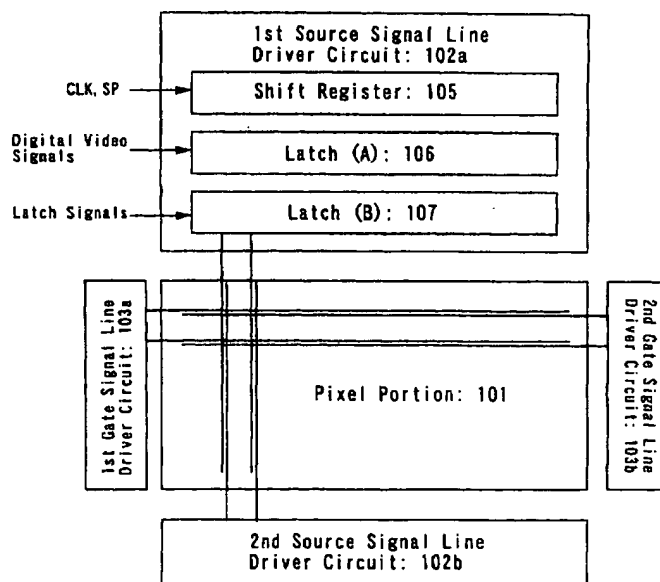 1st Source Signal Line
Driver Circuit: 102a
CLK, SP
Shift Register: 105
Digital Video
Signals
Latch (A): 106
Latch Signals
Latch (B): 107
1st Gate Signal Line
Driver Circuit: 103a
Pixel Portion: 101
2nd Gate Signal Line
Driver Circuit: 103b
2nd Source Signal Line
Driver Circuit: 102b